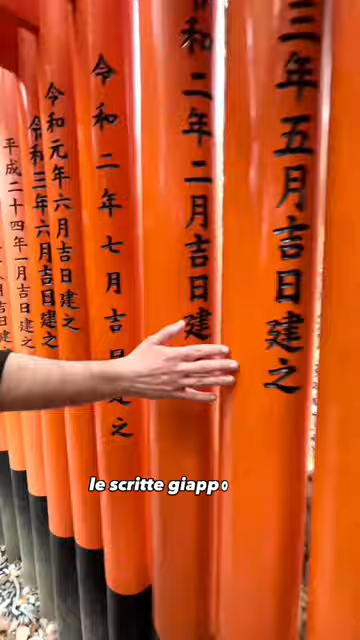 三年五月吉日建之
和二年二月吉日建
令和二年七月吉
之
令和元年六月吉日建之
令和三年六月吉日建之
平成二十四年一月吉日建之
le scritte giappo